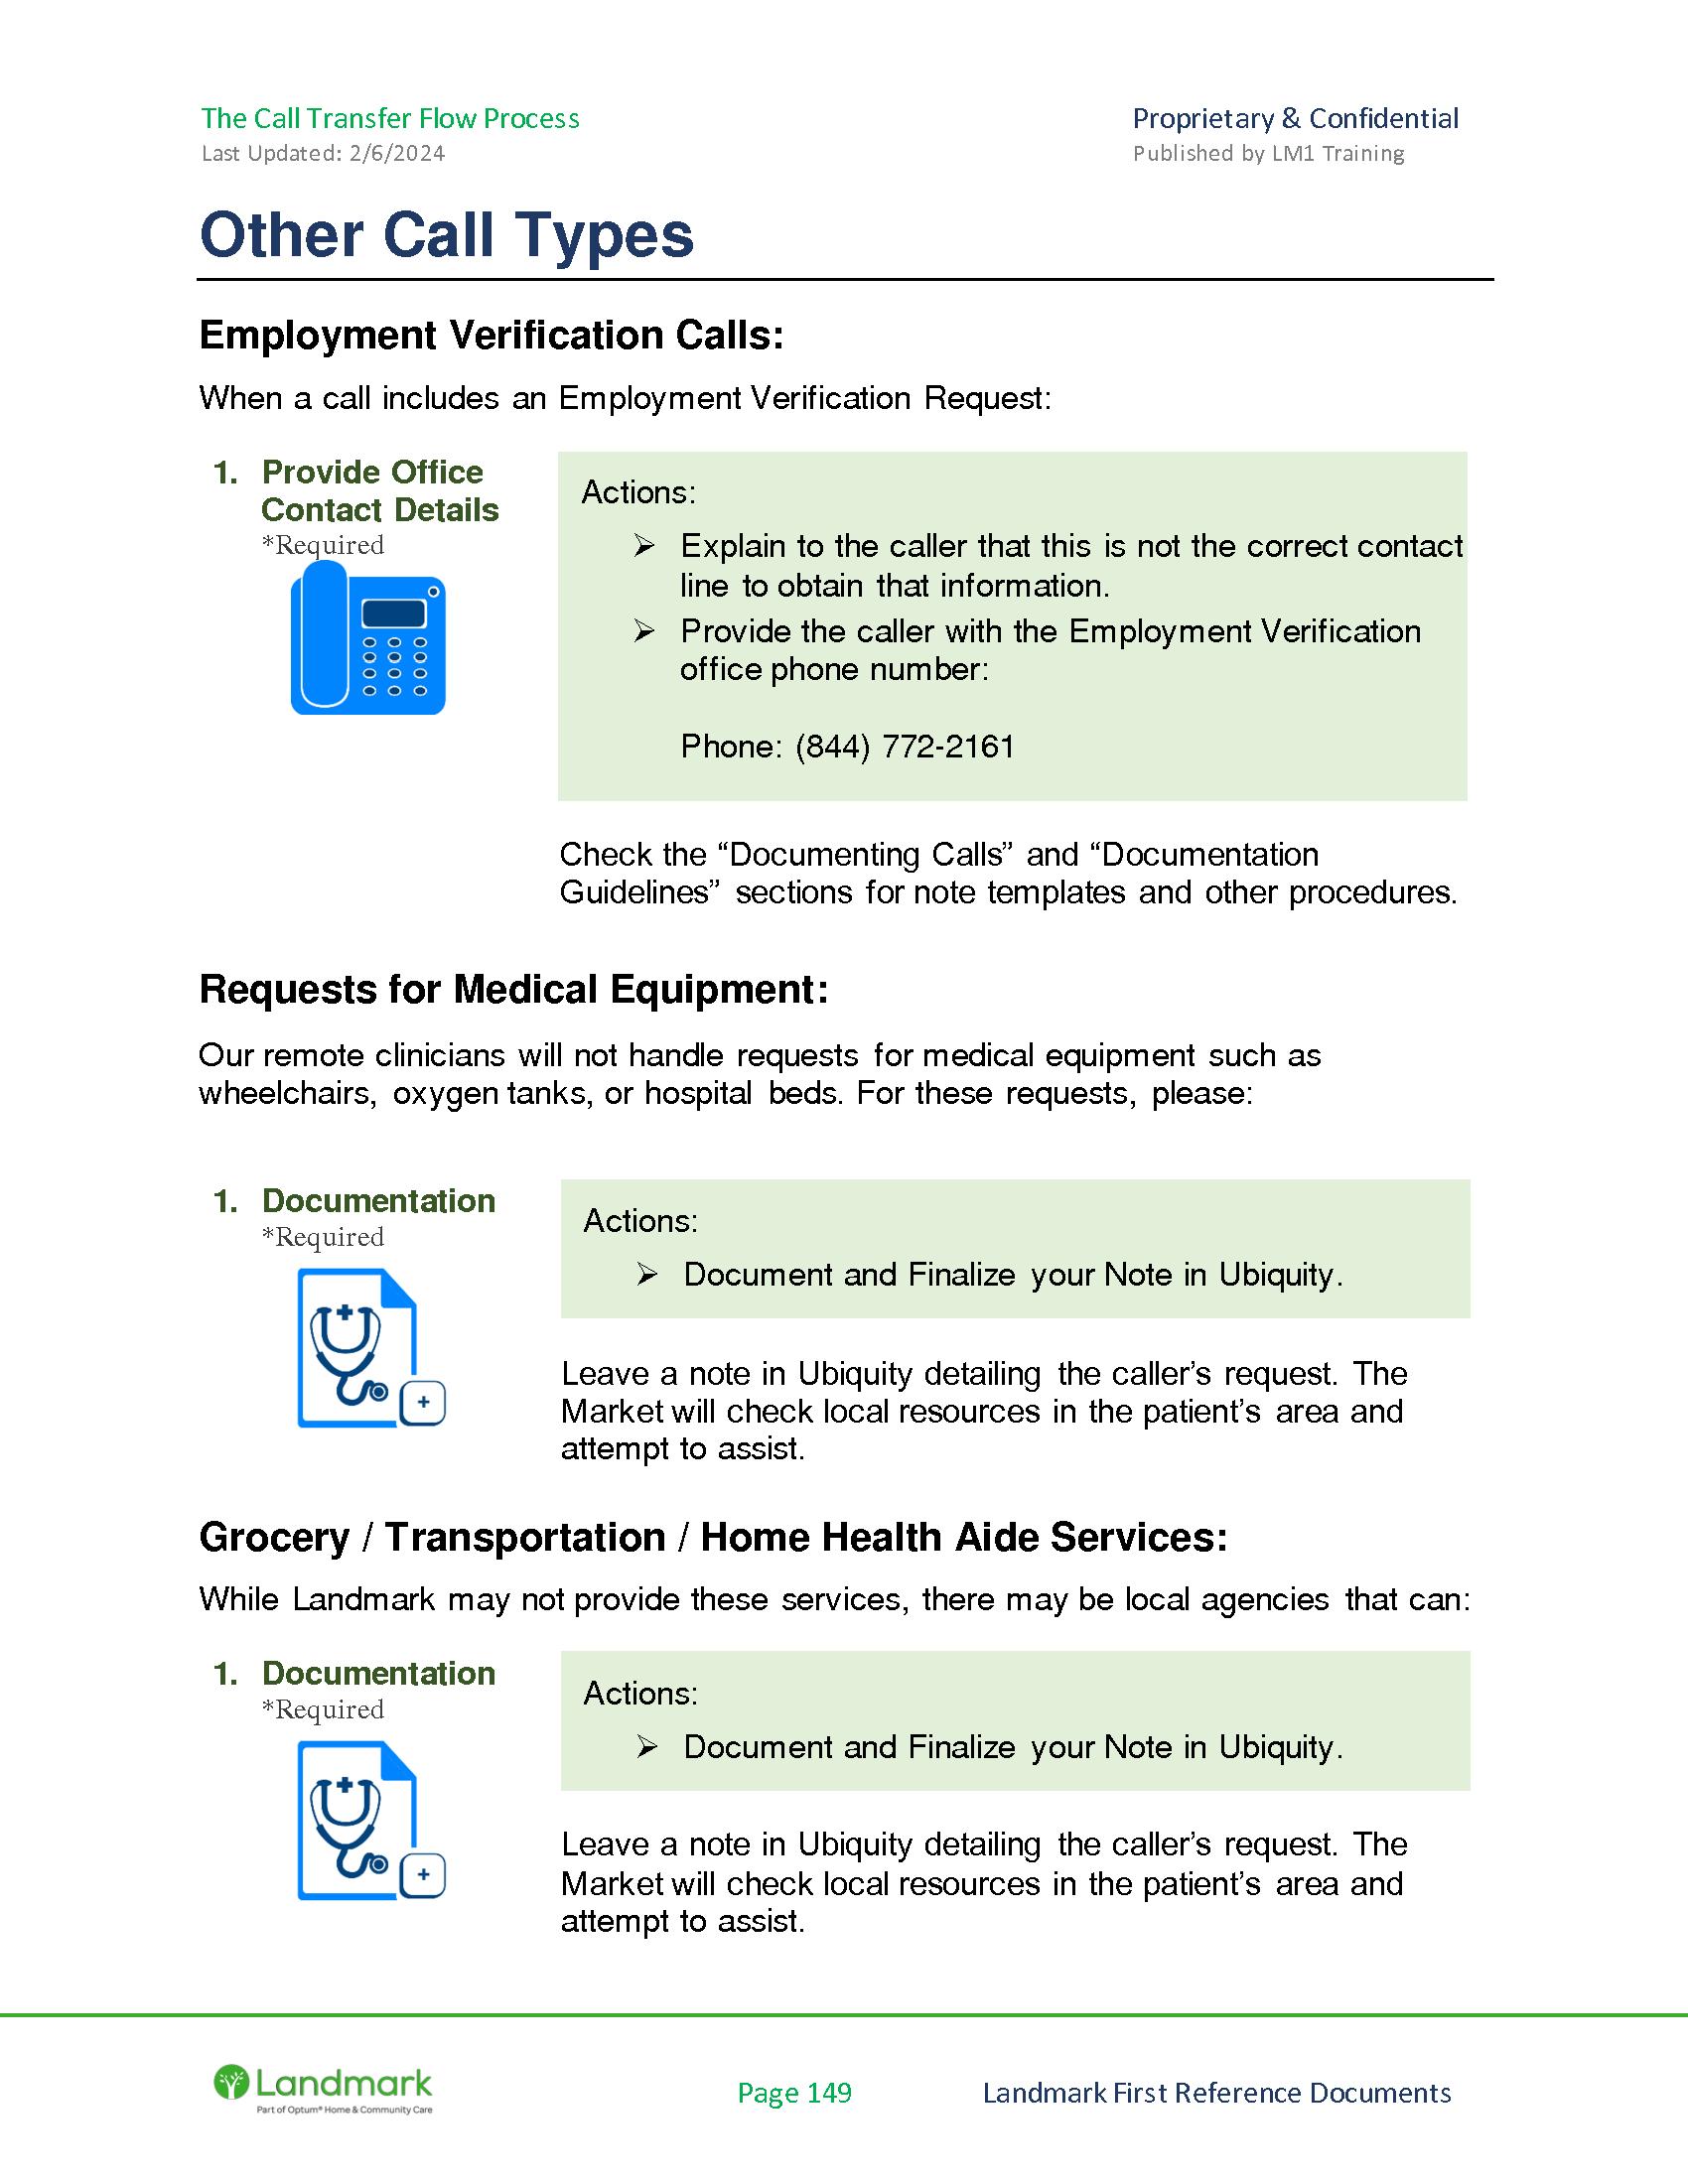 The Call Transfer Flow Process
Proprietary & Confidential
Last Updated: 2/6/2024
Published by LM1 Training
Other Call Types
Employment Verification Calls:
When a call includes an Employment Verification Request:
1. Provide Office
Contact Details
*Required
Actions:
➢ Explain to the caller that this is not the correct contact
line to obtain that information.
➢ Provide the caller with the Employment Verification
office phone number:
Phone: (844) 772-2161
Check the “Documenting Calls” and “Documentation
Guidelines” sections for note templates and other procedures.
Requests for Medical Equipment:
Our remote clinicians will not handle requests for medical equipment such as
wheelchairs, oxygen tanks, or hospital beds. For these requests, please:
1. Documentation
*Required
Actions:
➢ Document and Finalize your Note in Ubiquity.
Leave a note in Ubiquity detailing the caller’s request. The
Market will check local resources in the patient’s area and
attempt to assist.
Grocery / Transportation / Home Health Aide Services:
While Landmark may not provide these services, there may be local agencies that can:
1. Documentation
*Required
Actions:
➢ Document and Finalize your Note in Ubiquity.
Leave a note in Ubiquity detailing the caller’s request. The
Market will check local resources in the patient’s area and
attempt to assist.
Landmark
Part of Optum® Home & Community Care
Page 149
Landmark First Reference Documents